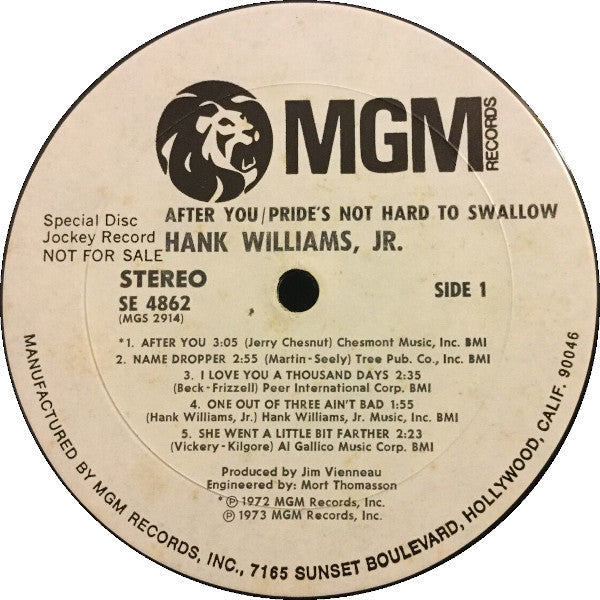 MGM RECORDS
AFTER YOU/PRIDE'S NOT HARD TO SWALLOW
HANK WILLIAMS, JR.
Special Disc
Jockey Record
NOT FOR SALE
STEREO
SE 4862
(MGS 2914)
SIDE 1
*1. AFTER YOU 3:05 (Jerry Chesnut) Chesmont Music, Inc. BMI
2. NAME DROPPER 2:55 (Martin-Seely) Tree Pub. Co., Inc. BMI
3. I LOVE YOU A THOUSAND DAYS 2:35
(Beck-Frizzell) Peer International Corp. BMI
4. ONE OUT OF THREE AIN'T BAD 1:55
(Hank Williams, Jr.) Hank Williams, Jr. Music, Inc. BMI
5. SHE WENT A LITTLE BIT FARTHER 2:23
(Vickery-Kilgore) Al Gallico Music Corp. BMI
Produced by Jim Vienneau
Engineered by: Mort Thomasson
*℗ 1972 MGM Records, Inc.
℗ 1973 MGM Records, Inc.
MANUFACTURED BY MGM RECORDS, INC., 7165 SUNSET BOULEVARD, HOLLYWOOD, CALIF. 90046